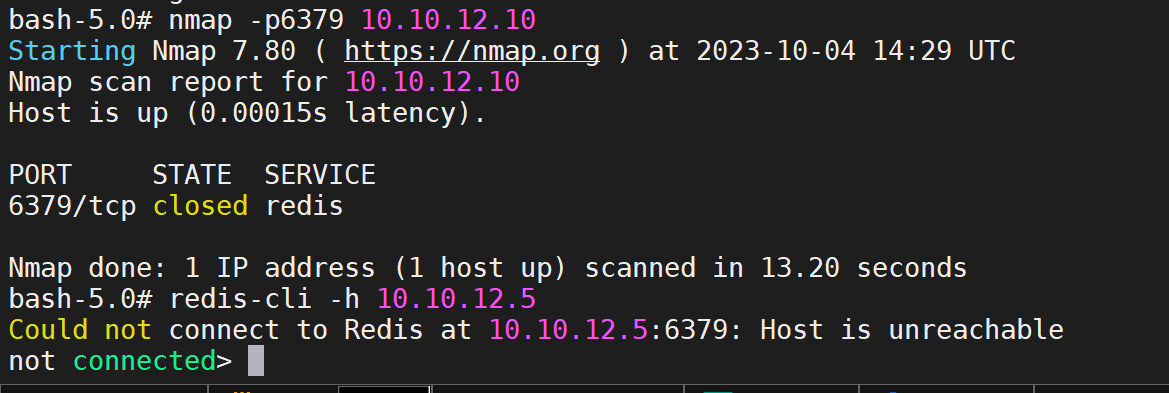 bash-5.0# nmap -p6379 10.10.12.10
Starting Nmap 7.80 ( https://nmap.org ) at 2023-10-04 14:29 UTC
Nmap scan report for 10.10.12.10
Host is up (0.00015s latency).
PORT     STATE  SERVICE
6379/tcp closed redis
Nmap done: 1 IP address (1 host up) scanned in 13.20 seconds
bash-5.0# redis-cli -h 10.10.12.5
Could not connect to Redis at 10.10.12.5:6379: Host is unreachable
not connected>